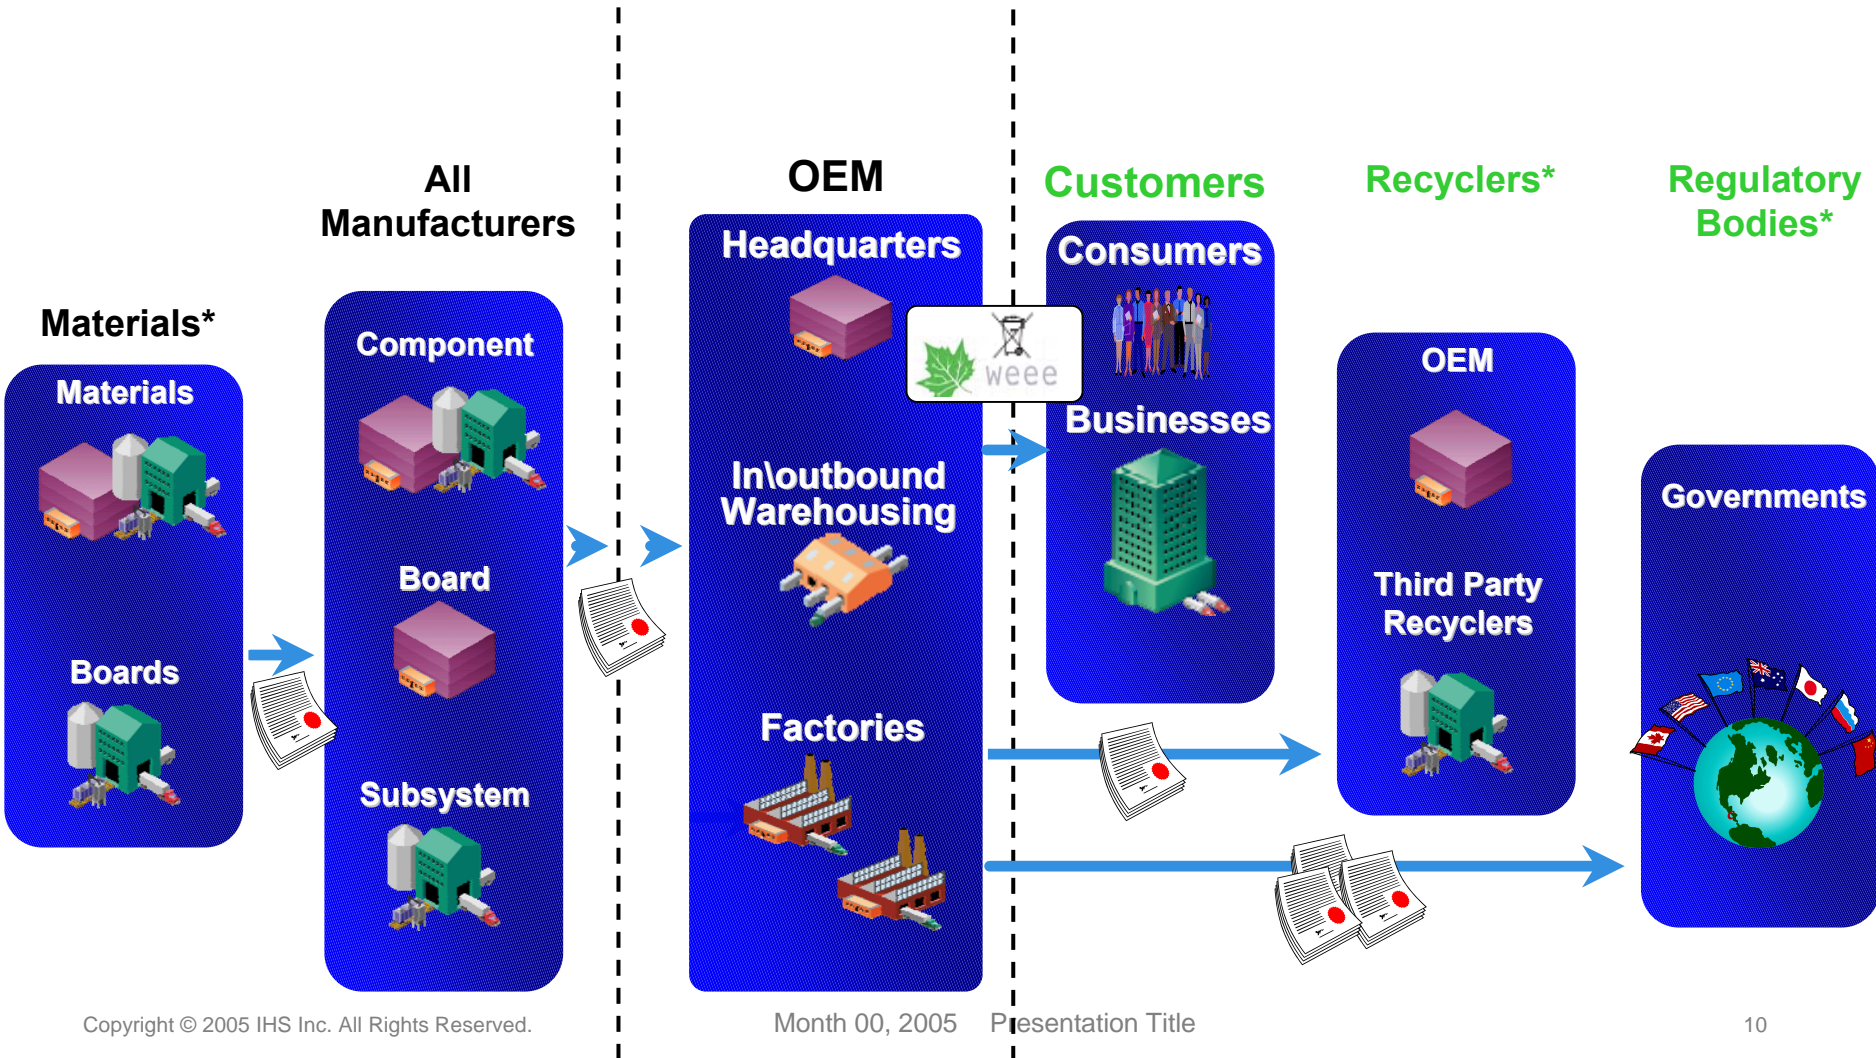 Materials*
Materials
Boards
All
Manufacturers
Component
Board
Subsystem
OEM
Headquarters
In\outbound
Warehousing
Factories
weee
Customers
Consumers
Businesses
Recyclers*
OEM
Third Party
Recyclers
Regulatory
Bodies*
Governments
Copyright © 2005 IHS Inc. All Rights Reserved.
Month 00, 2005 Presentation Title
10